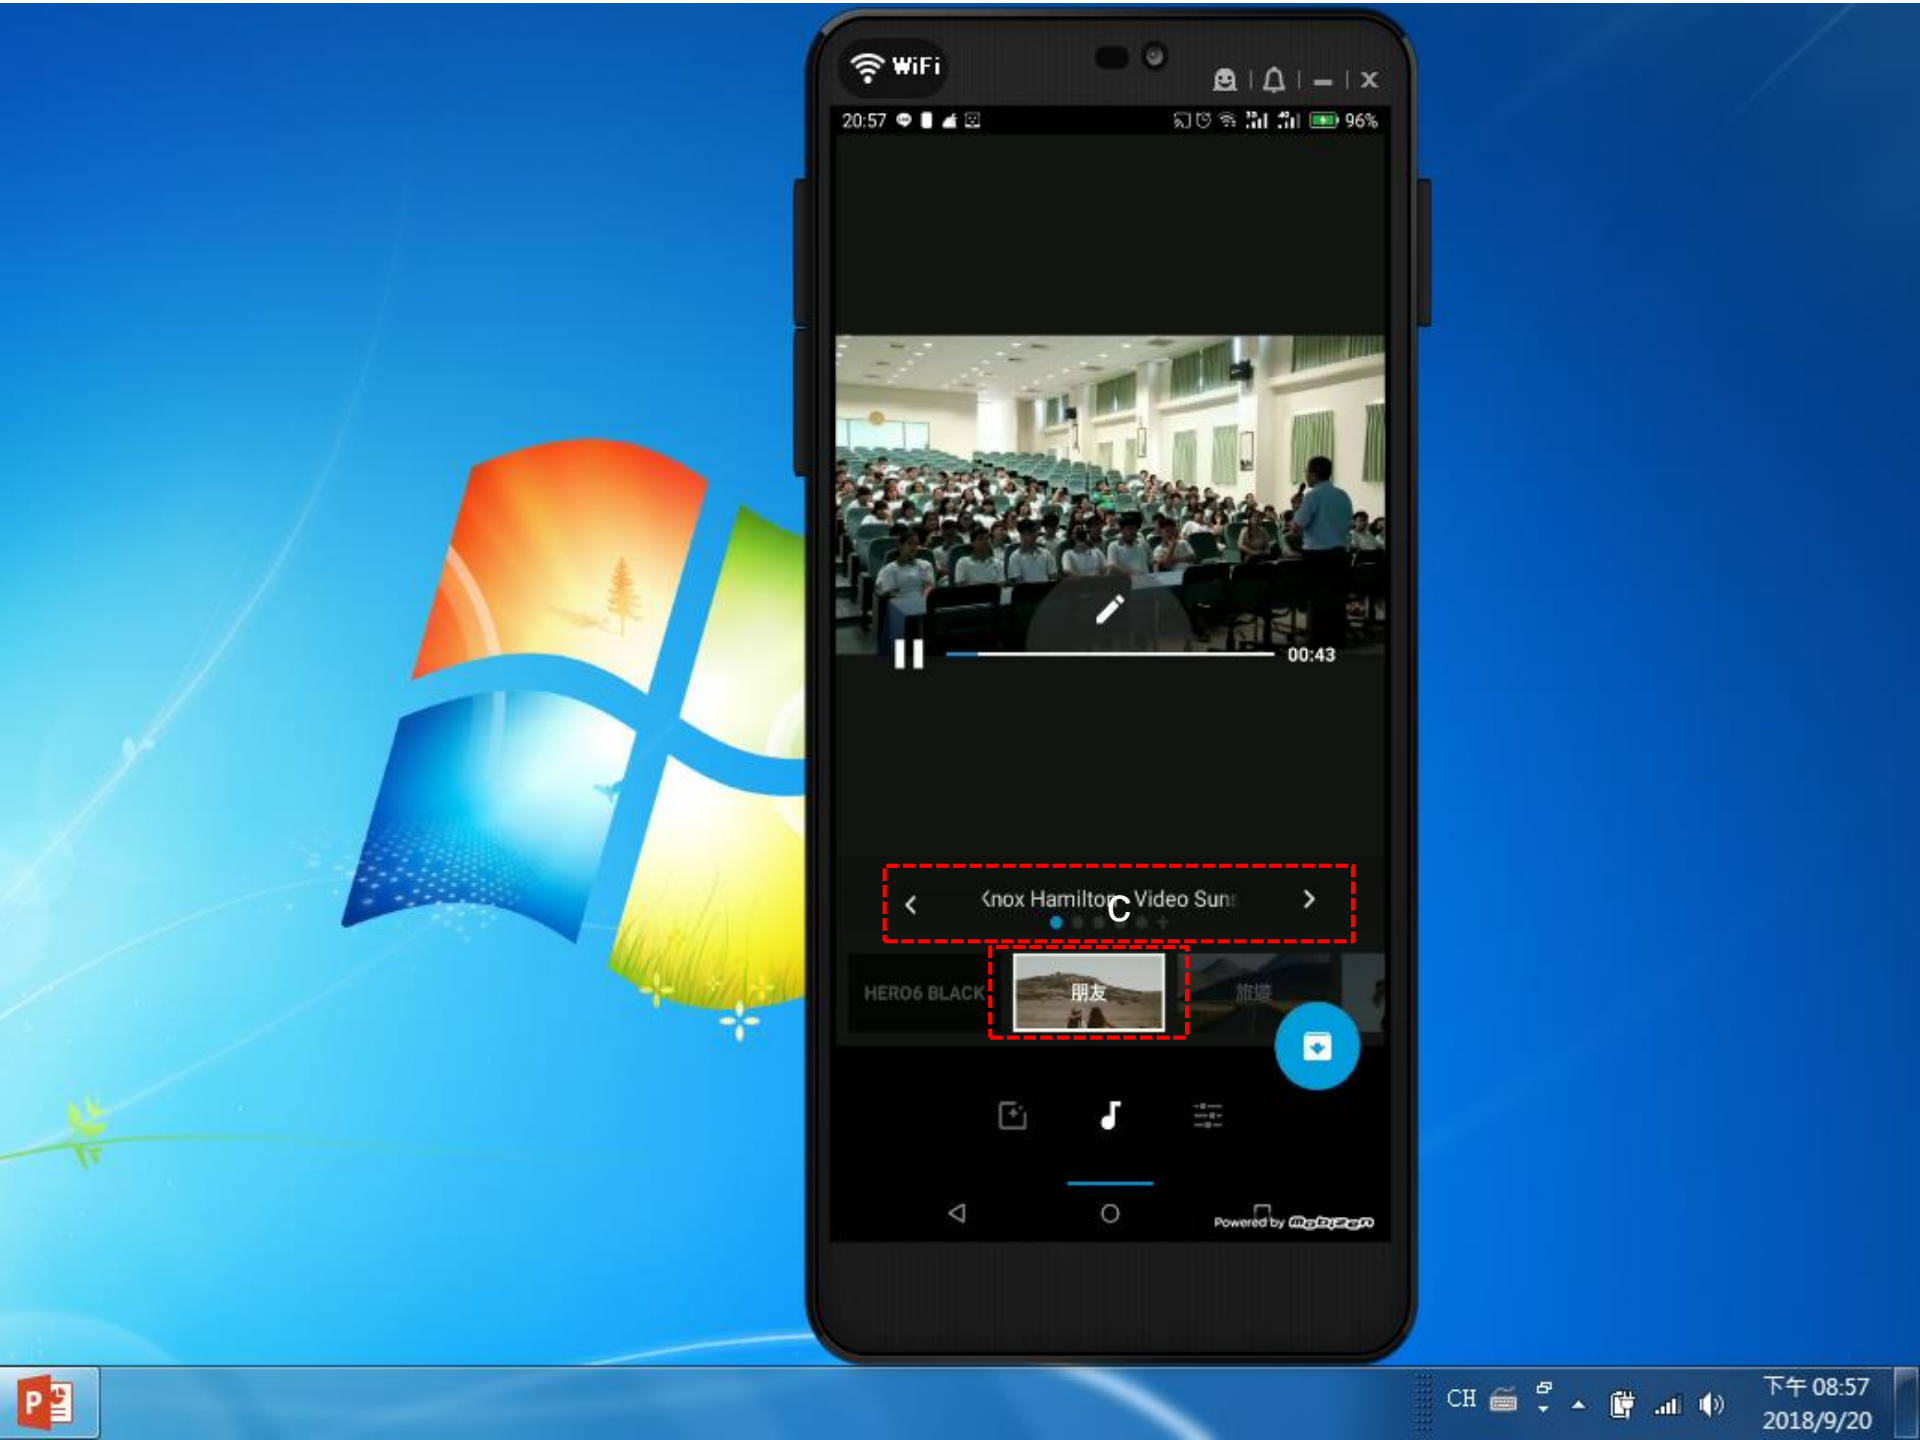 WiFi
20:57
96%
00:43
Knox Hamilton - Video Suns
c
HERO6 BLACK
朋友
旅遊
Powered by Mobizen
CH
下午 08:57
2018/9/20